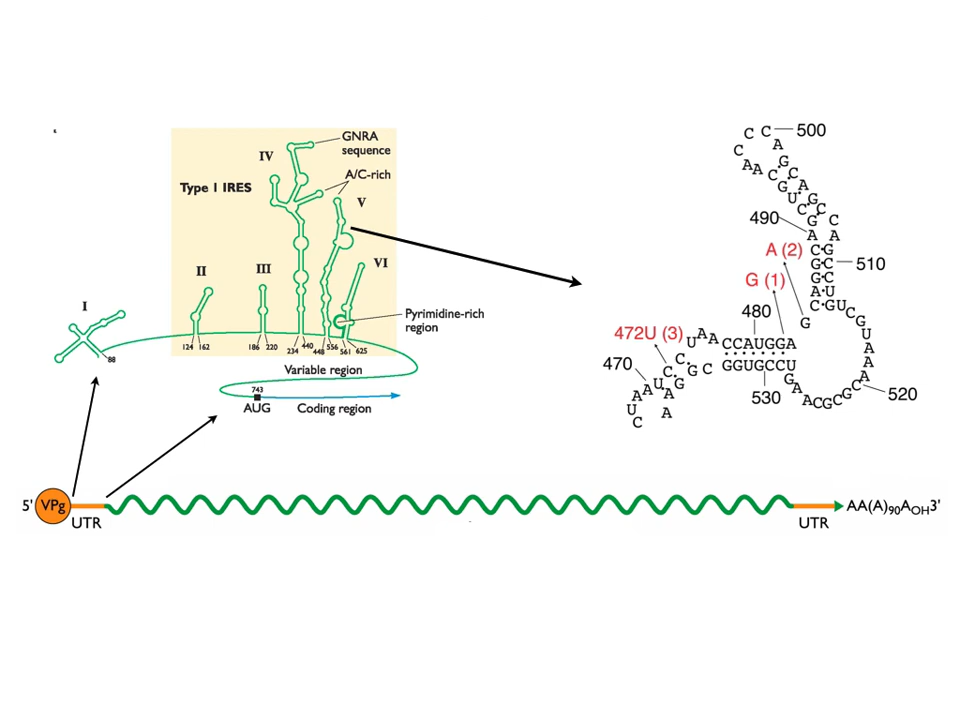 GNRA
sequence
IV
A/C-rich
Type 1 IRES
V
VI
II
III
I
Pyrimidine-rich
region
88
124 162
186 220
234 440
448 556
561 625
Variable region
743
AUG
Coding region
C C 500
C A
A A C G C
G A
U G
C C C
490 G C
A A
A (2) C G
G C 510
G (1) G C
G U
A U
C G U
480 G C
G
472U (3) U A A C C A U G G A U
470 C C G G U G C C U A
C G C G A
U G 530 G A
A A A A
A A A C G C G C 520
U
C
5' VPg
UTR
UTR
AA(A)90AOH3'